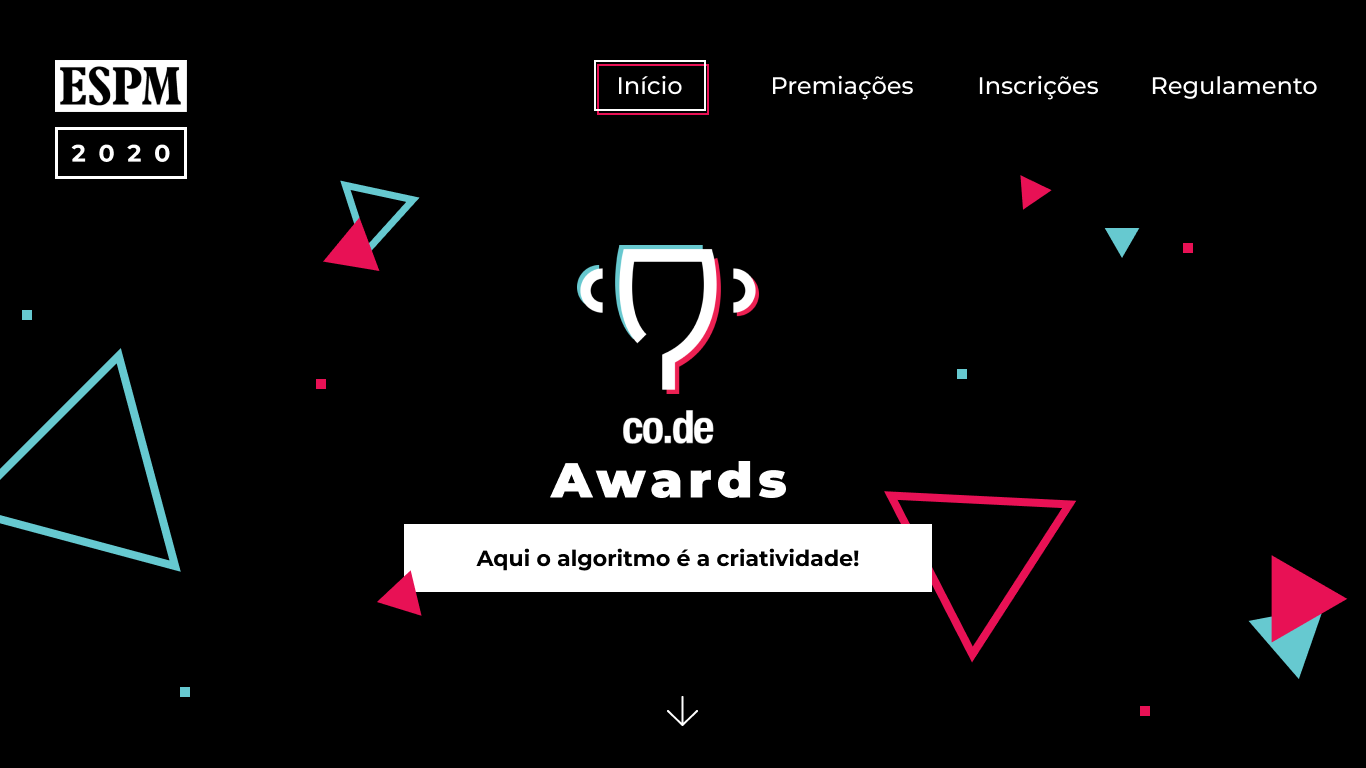 ESPM
2020
Início
Premiações
Inscrições
Regulamento
co.de
Awards
Aqui o algoritmo é a criatividade!